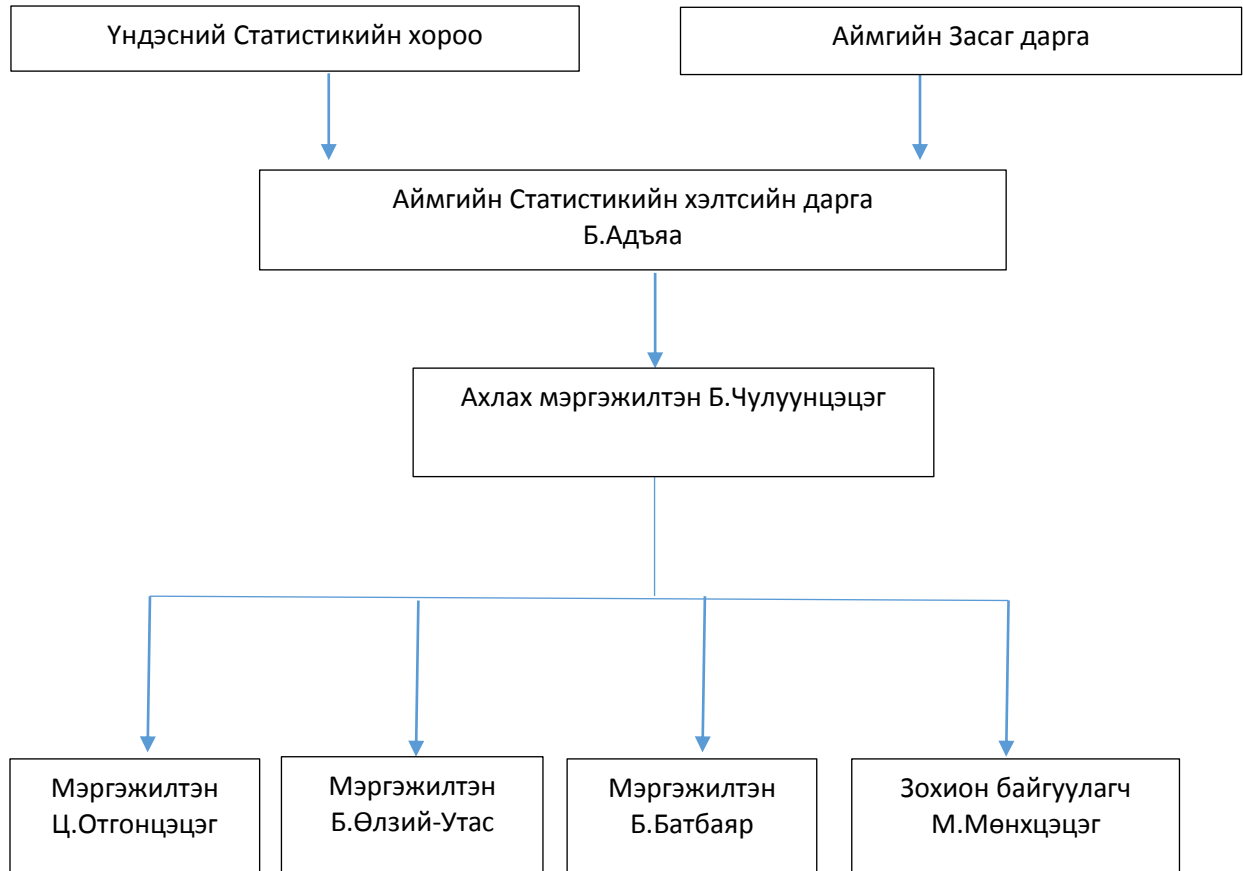 Үндэсний Статистикийн хороо
Аймгийн Засаг дарга
Аймгийн Статистикийн хэлтсийн дарга
Б.Адъяа
Ахлах мэргэжилтэн Б.Чулуунцэцэг
Мэргэжилтэн
Ц.Отгонцэцэг
Мэргэжилтэн
Б.Өлзий-Утас
Мэргэжилтэн
Б.Батбаяр
Зохион байгуулагч
М.Мөнхцэцэг